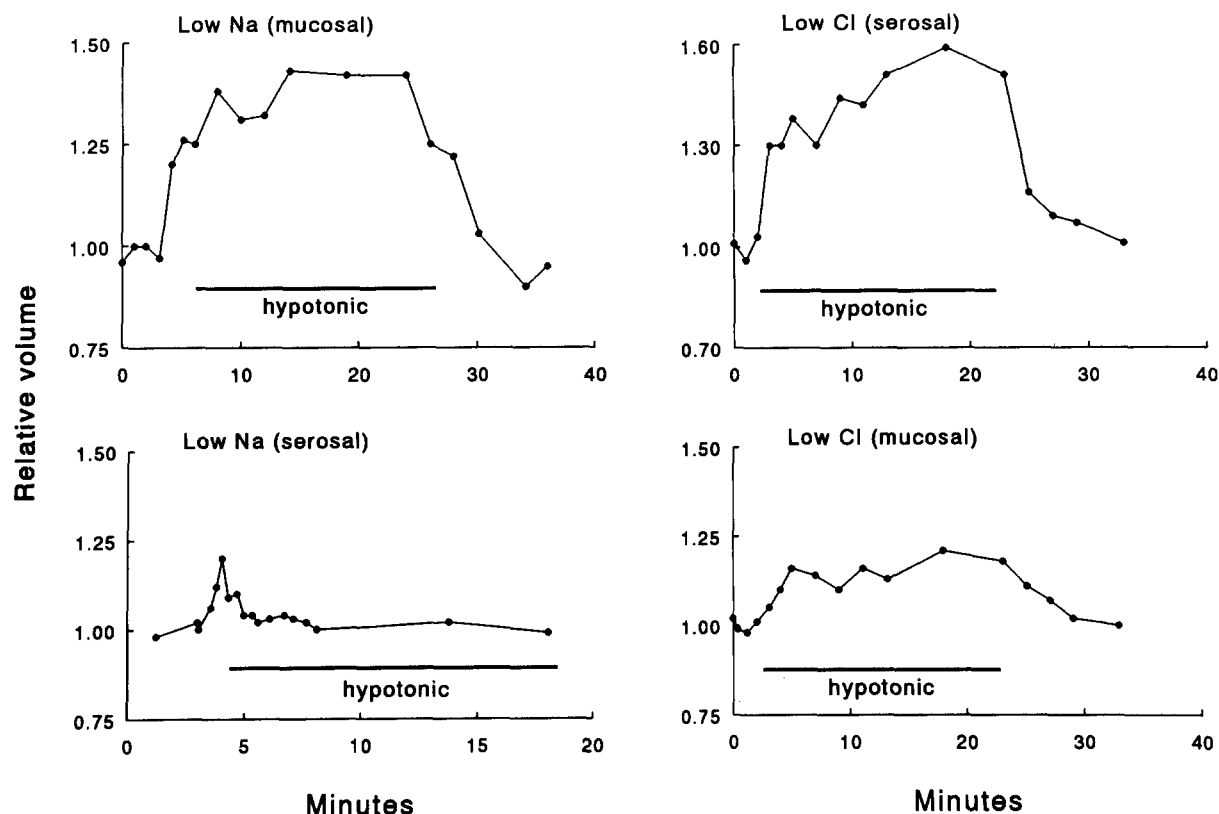 Relative volume
Low Na (mucosal)
1.50
1.25
1.00
0.75
hypotonic
0 10 20 30 40
Low Cl (serosal)
1.60
1.30
1.00
0.70
hypotonic
0 10 20 30 40
Low Na (serosal)
1.50
1.25
1.00
0.75
hypotonic
0 5 10 15 20
Minutes
Low Cl (mucosal)
1.50
1.25
1.00
0.75
hypotonic
0 10 20 30 40
Minutes